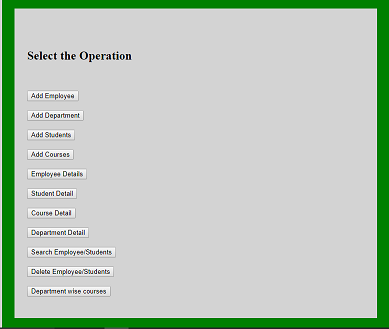 Select the Operation
Add Employee
Add Department
Add Students
Add Courses
Employee Details
Student Detail
Course Detail
Department Detail
Search Employee/Students
Delete Employee/Students
Department wise courses